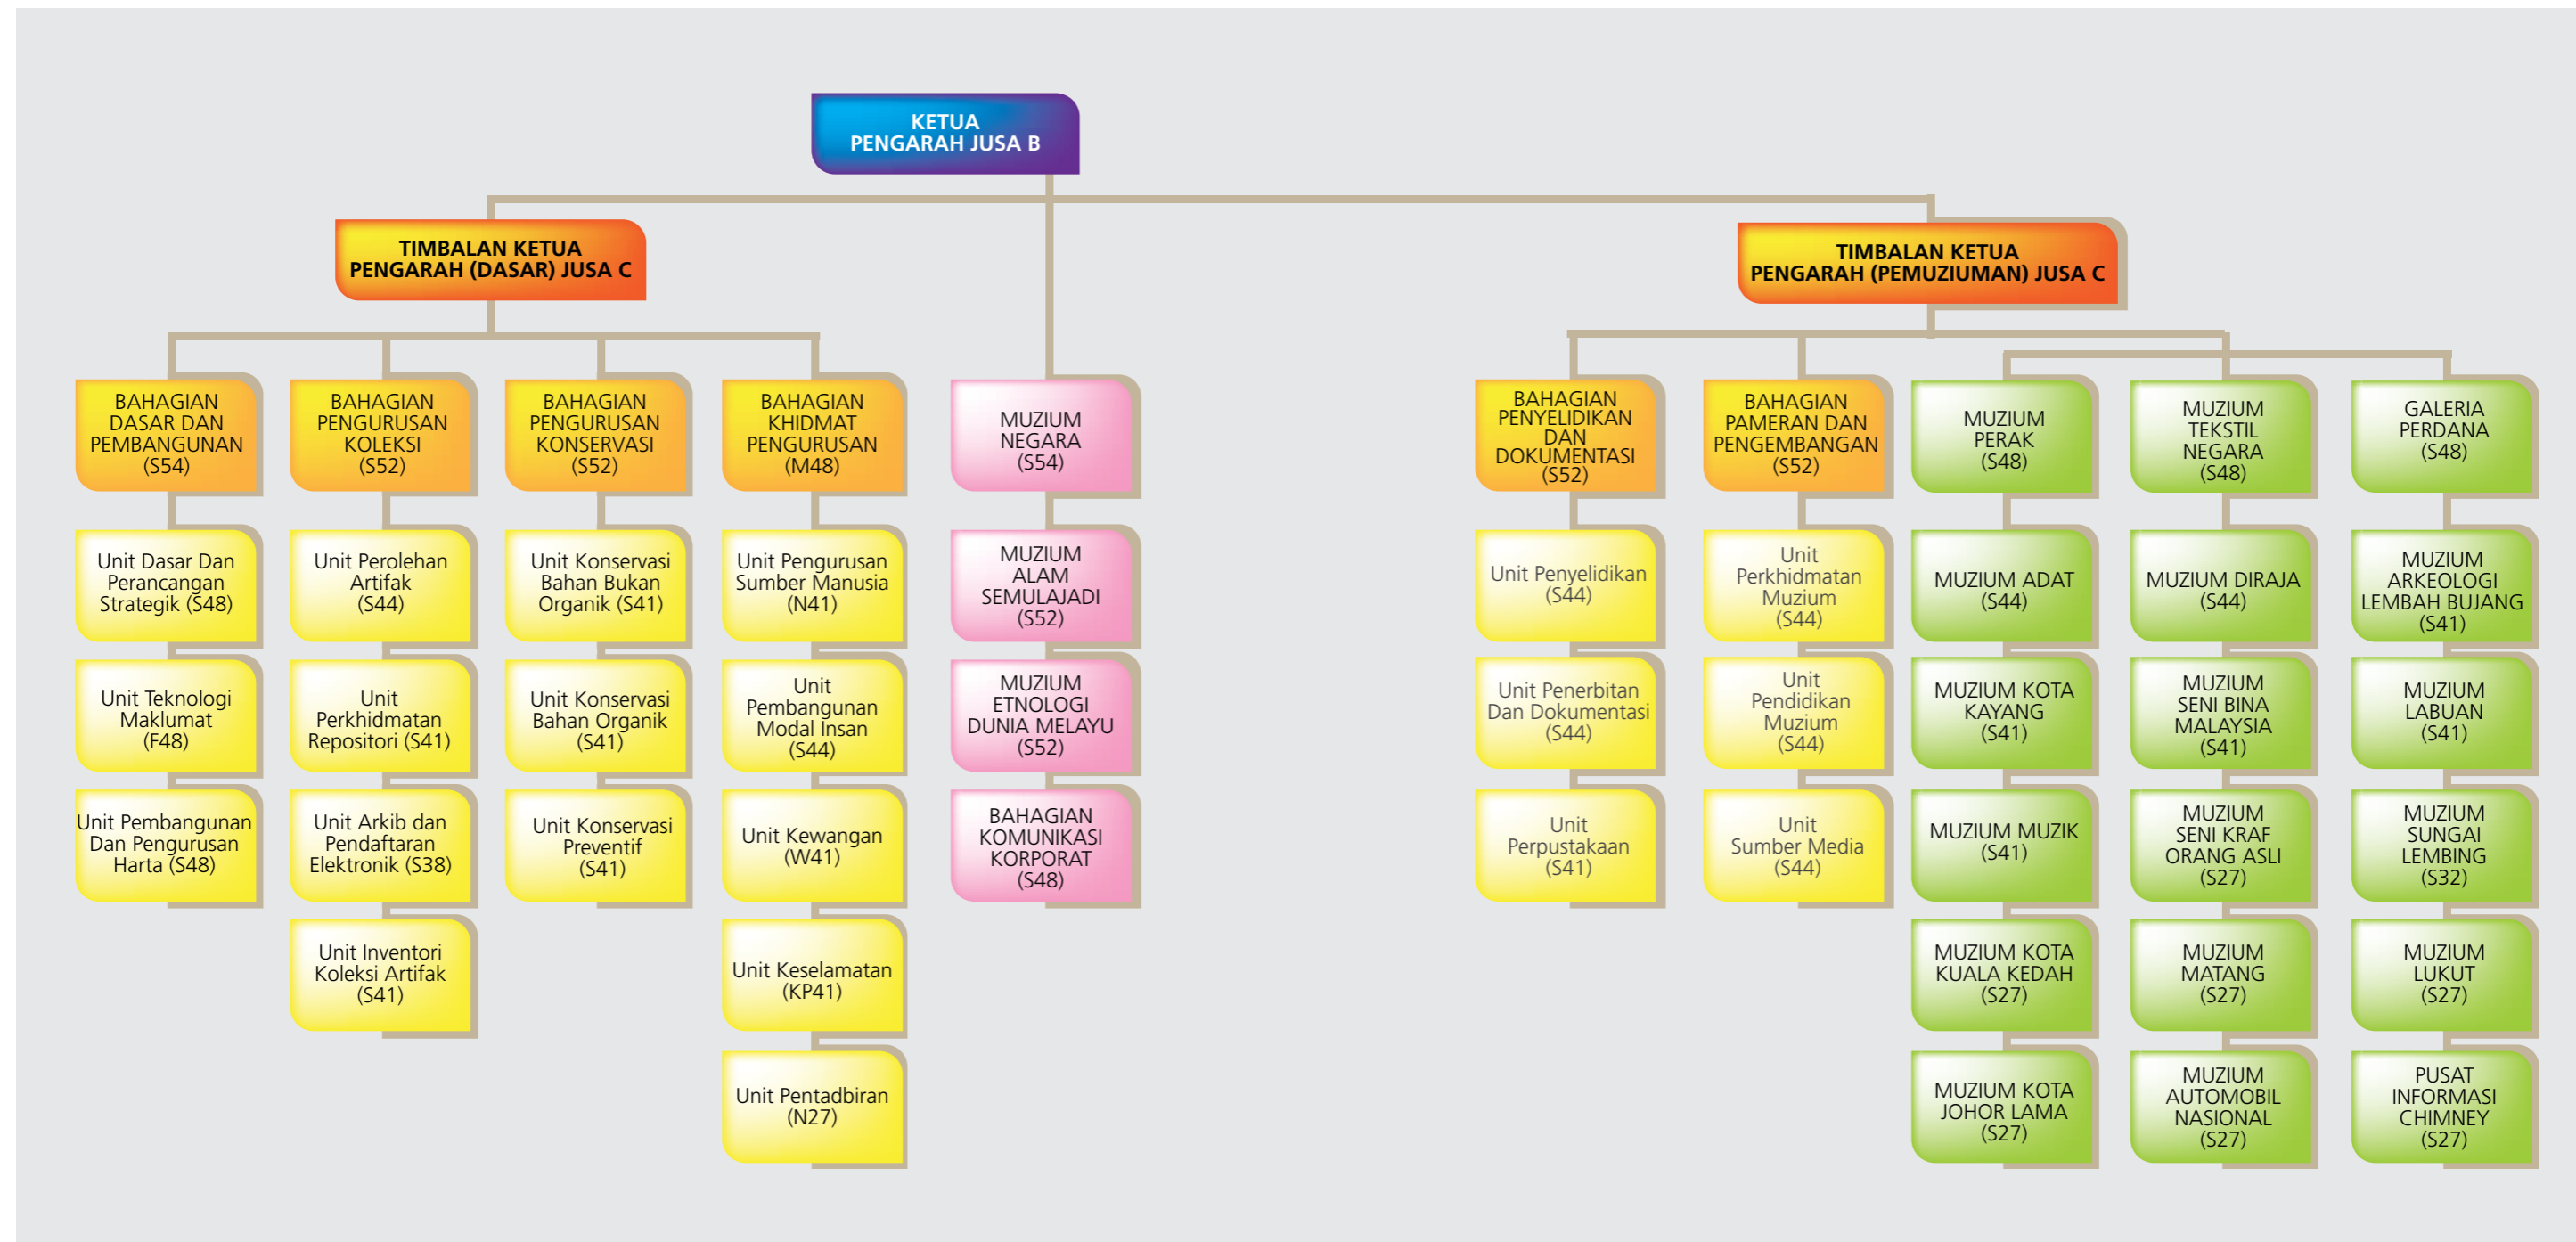 KETUA
PENGARAH JUSA B
TIMBALAN KETUA
PENGARAH (DASAR) JUSA C
TIMBALAN KETUA
PENGARAH (PEMUZIUMAN) JUSA C
BAHAGIAN
DASAR DAN
PEMBANGUNAN
(S54)
Unit Dasar Dan
Perancangan
Strategik (S48)
Unit Teknologi
Maklumat
(F48)
Unit Pembangunan
Dan Pengurusan
Harta (S48)
BAHAGIAN
PENGURUSAN
KOLEKSI
(S52)
Unit Perolehan
Artifak
(S44)
Unit
Perkhidmatan
Repositori (S41)
Unit Arkib dan
Pendaftaran
Elektronik (S38)
Unit Inventori
Koleksi Artifak
(S41)
BAHAGIAN
PENGURUSAN
KONSERVASI
(S52)
Unit Konservasi
Bahan Bukan
Organik (S41)
Unit Konservasi
Bahan Organik
(S41)
Unit Konservasi
Preventif
(S41)
BAHAGIAN
KHIDMAT
PENGURUSAN
(M48)
Unit Pengurusan
Sumber Manusia
(N41)
Unit
Pembangunan
Modal Insan
(S44)
Unit Kewangan
(W41)
Unit Keselamatan
(KP41)
Unit Pentadbiran
(N27)
MUZIUM
NEGARA
(S54)
MUZIUM
ALAM
SEMULAJADI
(S52)
MUZIUM
ETNOLOGI
DUNIA MELAYU
(S52)
BAHAGIAN
KOMUNIKASI
KORPORAT
(S48)
BAHAGIAN
PENYELIDIKAN
DAN
DOKUMENTASI
(S52)
Unit Penyelidikan
(S44)
Unit Penerbitan
Dan Dokumentasi
(S44)
Unit
Perpustakaan
(S41)
BAHAGIAN
PAMERAN DAN
PENGEMBANGAN
(S52)
Unit
Perkhidmatan
Muzium
(S44)
Unit
Pendidikan
Muzium
(S44)
Unit
Sumber Media
(S44)
MUZIUM
PERAK
(S48)
MUZIUM ADAT
(S44)
MUZIUM KOTA
KAYANG
(S41)
MUZIUM MUZIK
(S41)
MUZIUM KOTA
KUALA KEDAH
(S27)
MUZIUM KOTA
JOHOR LAMA
(S27)
MUZIUM
TEKSTIL
NEGARA
(S48)
MUZIUM DIRAJA
(S44)
MUZIUM
SENI BINA
MALAYSIA
(S41)
MUZIUM
SENI KRAF
ORANG ASLI
(S27)
MUZIUM
MATANG
(S27)
MUZIUM
AUTOMOBIL
NASIONAL
(S27)
GALERIA
PERDANA
(S48)
MUZIUM
ARKEOLOGI
LEMBAH BUJANG
(S41)
MUZIUM
LABUAN
(S41)
MUZIUM
SUNGAI
LEMBING
(S32)
MUZIUM
LUKUT
(S27)
PUSAT
INFORMASI
CHIMNEY
(S27)